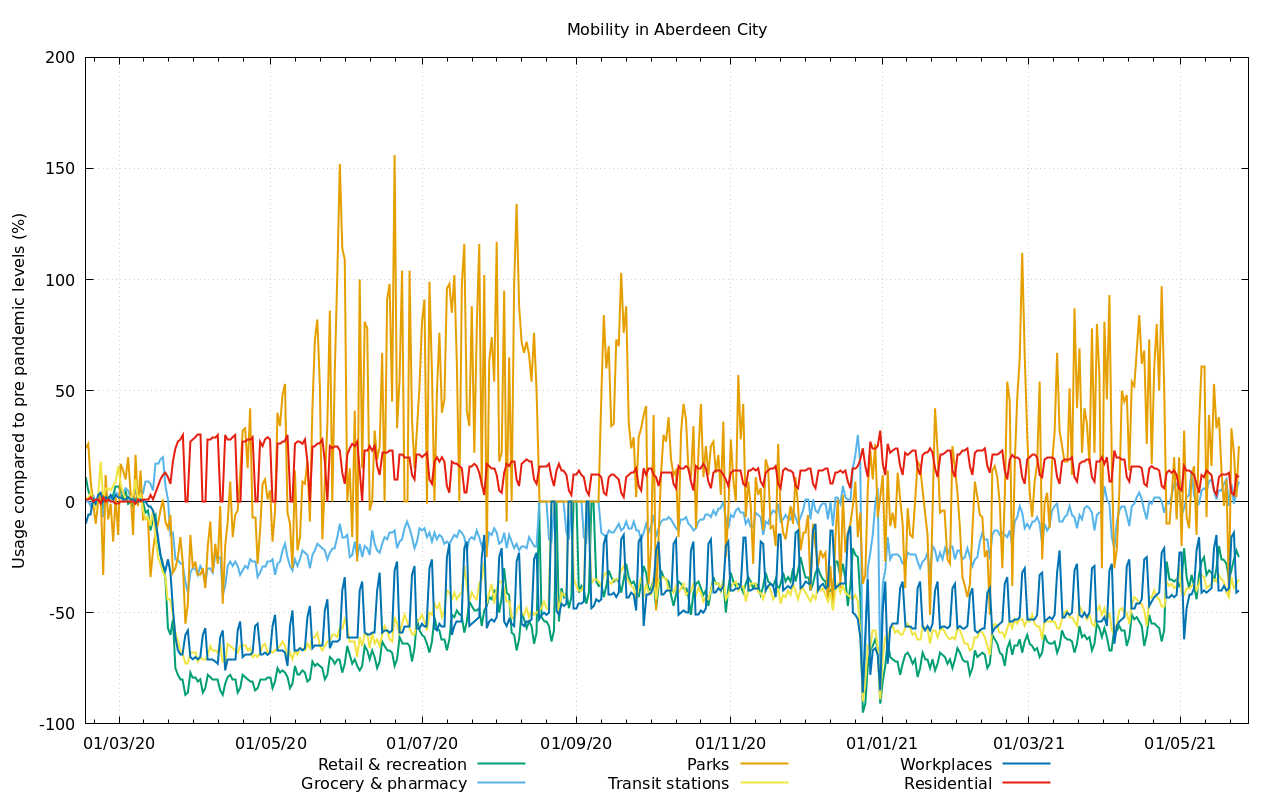 Mobility in Aberdeen City
Usage compared to pre pandemic levels (%)
200
150
100
50
0
-50
-100
01/03/20 01/05/20 01/07/20 01/09/20 01/11/20 01/01/21 01/03/21 01/05/21
Retail & recreation Parks Workplaces
Grocery & pharmacy Transit stations Residential